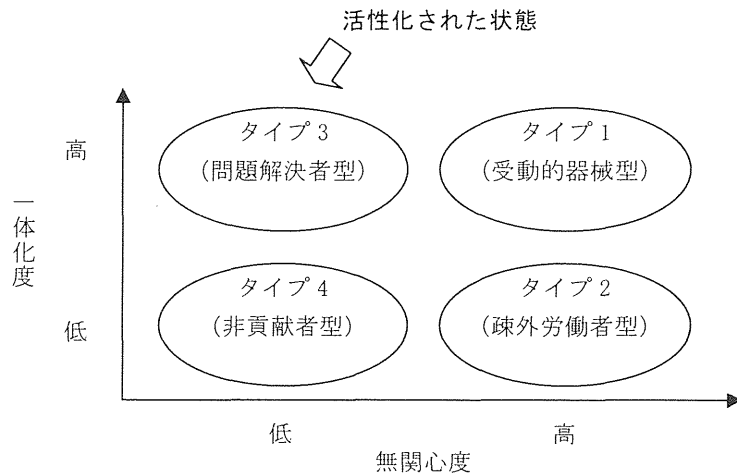 活性化された状態
高
タイプ3
(問題解決者型)
タイプ1
(受動的器械型)
一体化度
低
タイプ4
(非貢献者型)
タイプ2
(疎外労働者型)
低
高
無関心度